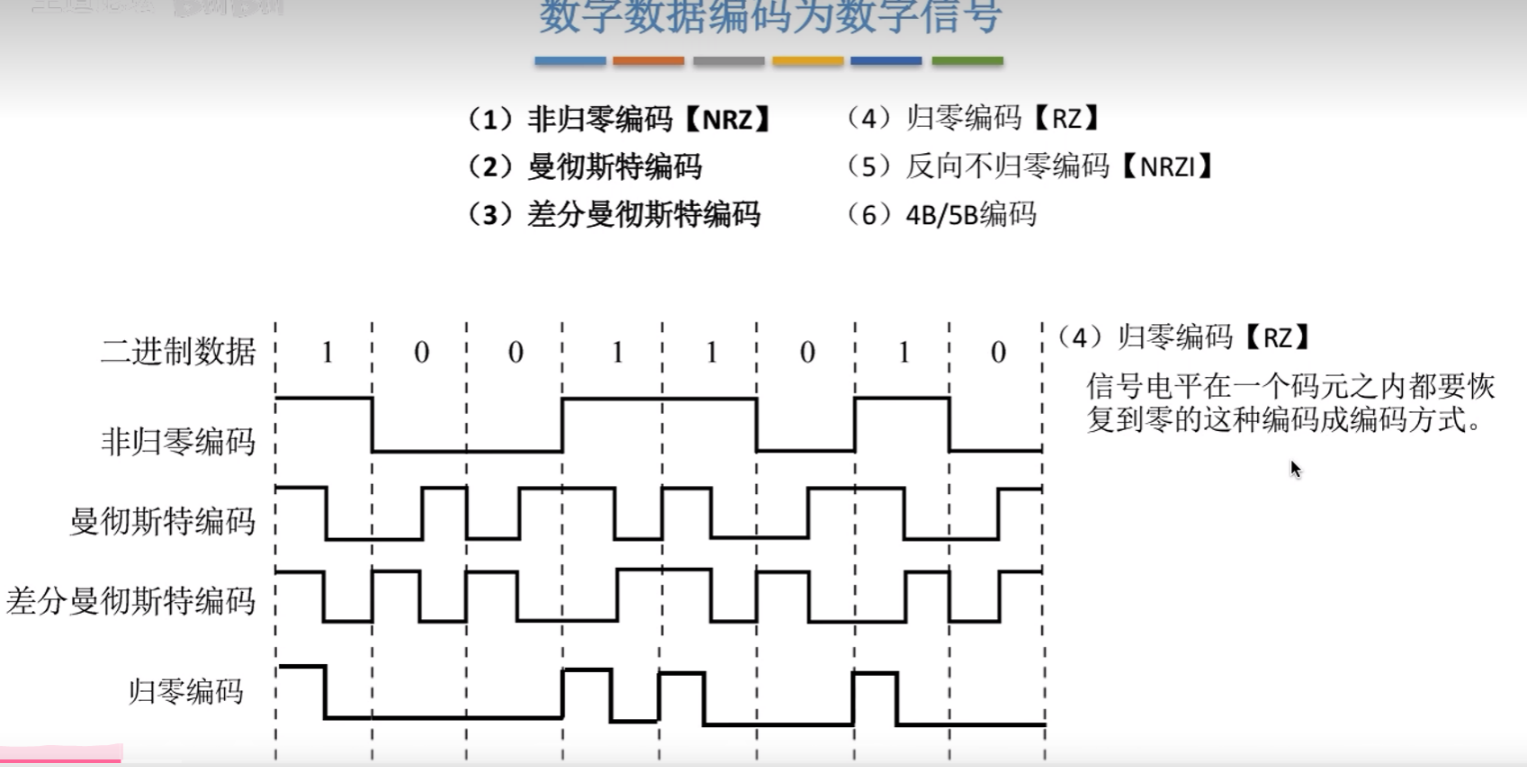 数字数据编码为数字信号
（1）非归零编码【NRZ】
（2）曼彻斯特编码
（3）差分曼彻斯特编码
（4）归零编码【RZ】
（5）反向不归零编码【NRZI】
（6）4B/5B编码
二进制数据 1 0 0 1 1 0 1 0
非归零编码
曼彻斯特编码
差分曼彻斯特编码
归零编码
（4）归零编码【RZ】
信号电平在一个码元之内都要恢
复到零的这种编码成编码方式。